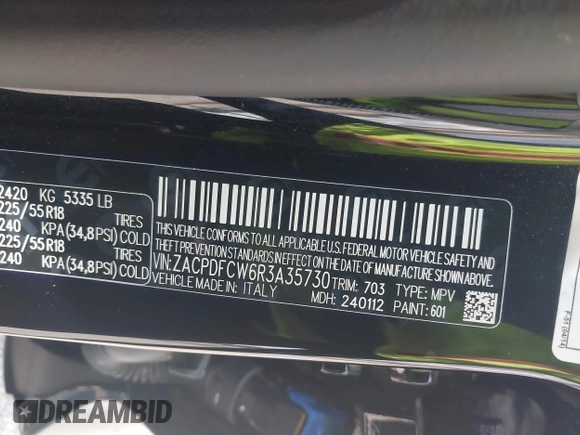 2420 KG 5335 LB
225/55R18 TIRES
240 KPA(34,8PSI) COLD
225/55R18 TIRES
240 KPA(34,8PSI) COLD
THIS VEHICLE CONFORMS TO ALL APPLICABLE U.S. FEDERAL MOTOR VEHICLE SAFETY
THEFT PREVENTION STANDARDS IN EFFECT ON THE DATE OF MANUFACTURE SHOWN ABOVE
VIN:ZACPDFCW6R3A35730 TRIM: 703 TYPE: MPV
VEHICLE MADE IN: ITALY MDH: 240112 PAINT: 601
F-51 (04/14)
DREAMBID